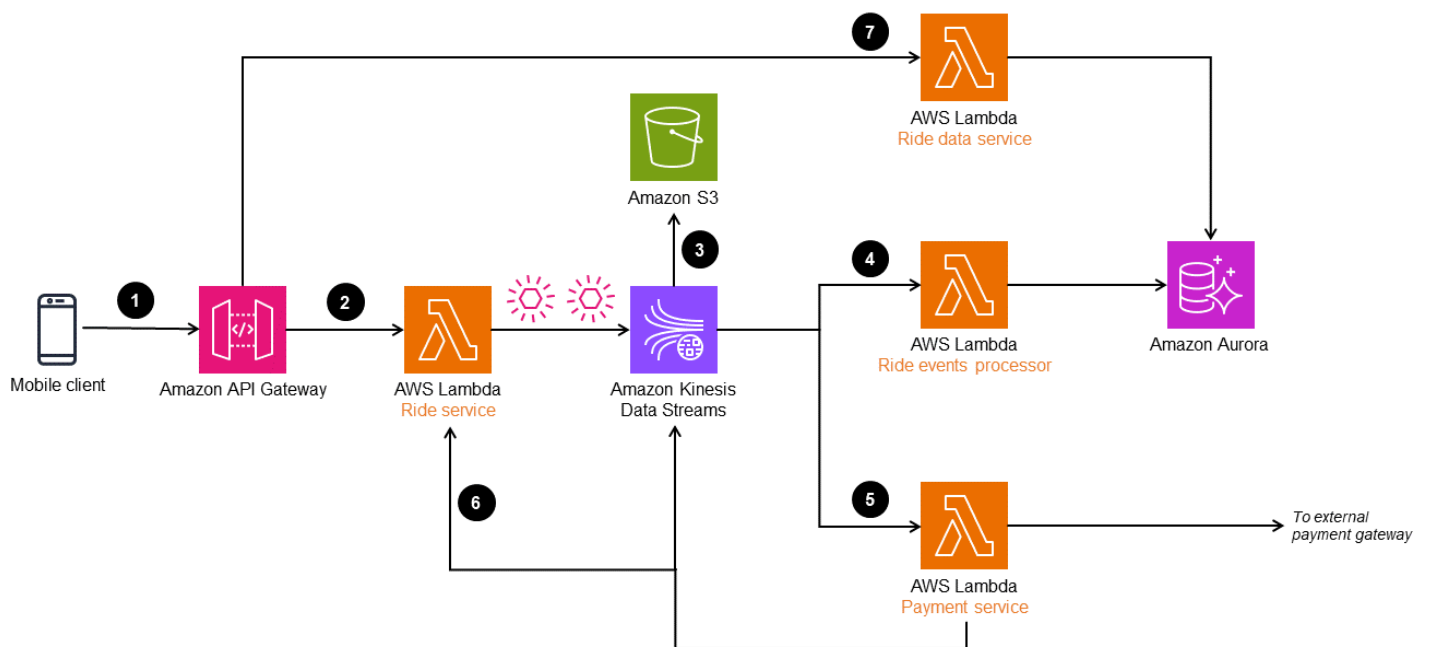 7
AWS Lambda
Ride data service
Amazon S3
3
4
1
2
</>
Mobile client
Amazon API Gateway
AWS Lambda
Ride service
Amazon Kinesis
Data Streams
AWS Lambda
Ride events processor
Amazon Aurora
6
5
To external
payment gateway
AWS Lambda
Payment service